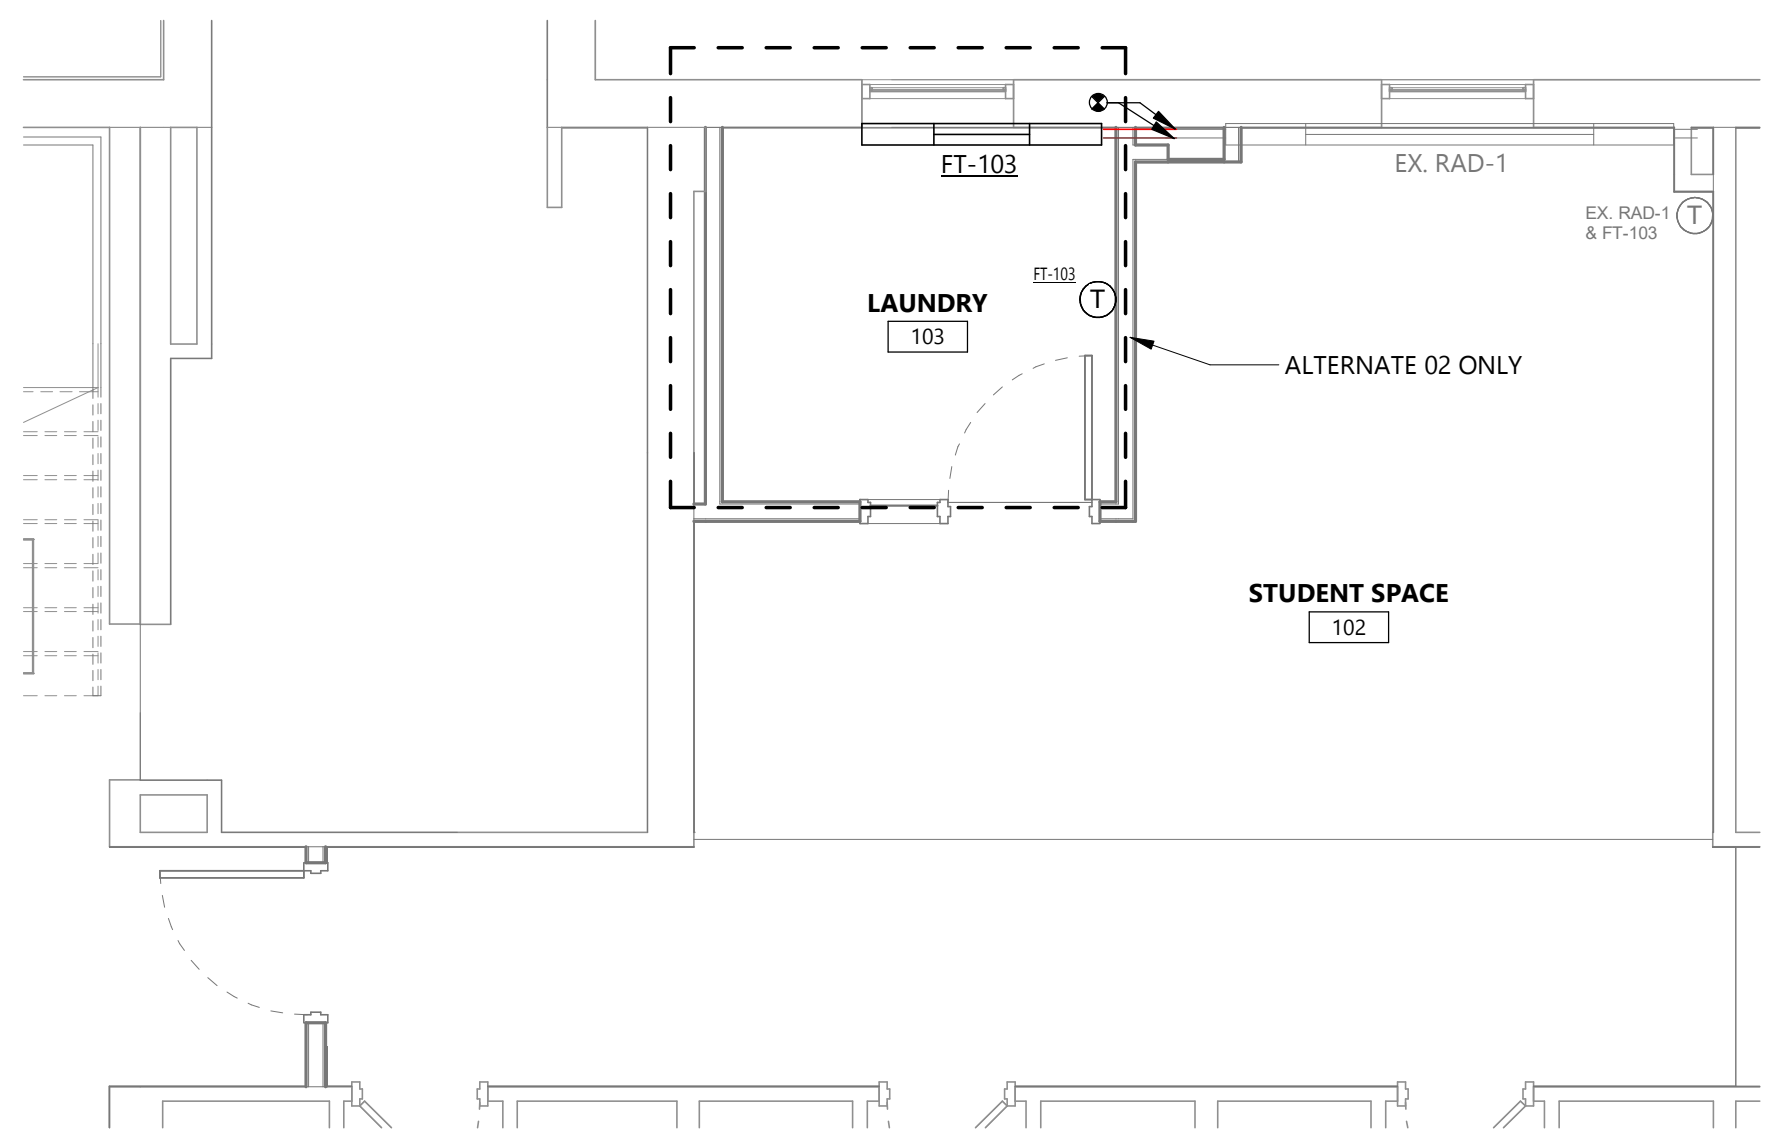 FT-103
EX. RAD-1
EX. RAD-1
& FT-103
T
FT-103
T
LAUNDRY
103
ALTERNATE 02 ONLY
STUDENT SPACE
102